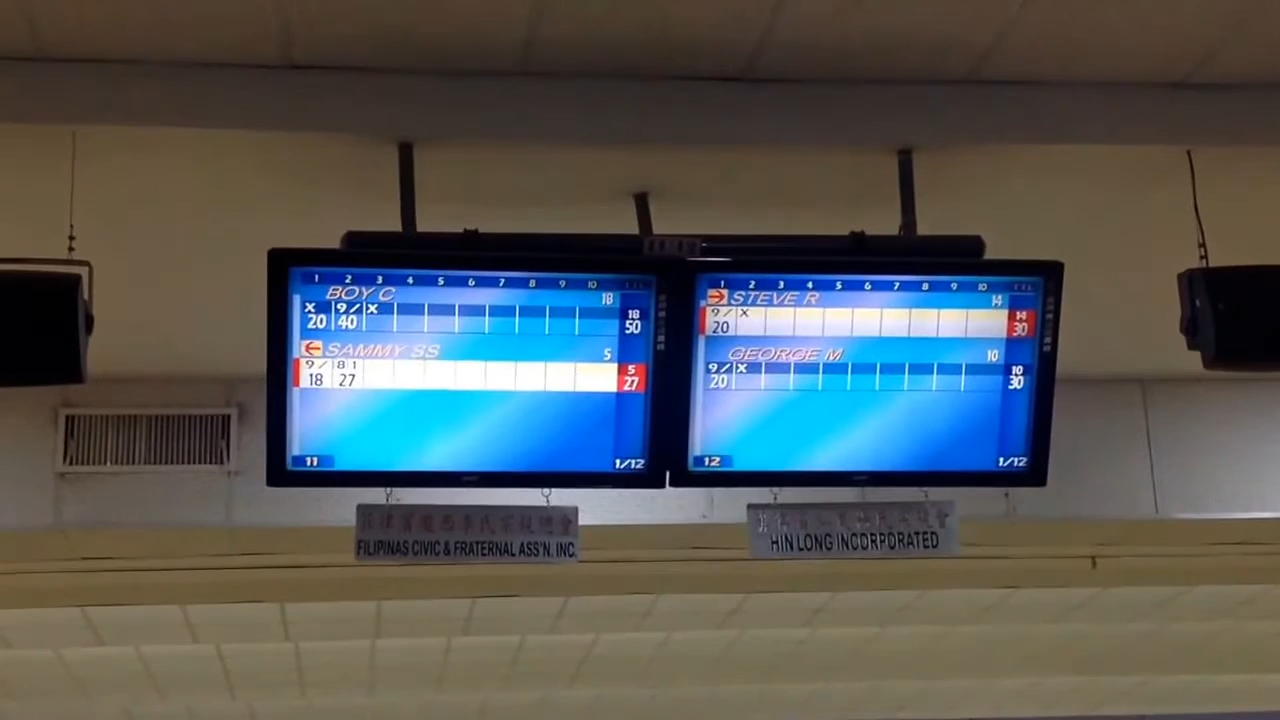 1 2 3 4 5 6 7 8 9 10
BOY C 18
X 9 / X 18
20 40 50
SAMMY SS 5
9 / 8 1 5
18 27 27
11 1/12
1 2 3 4 5 6 7 8 9 10
STEVE R 14
9 / X 14
20 30
GEORGE M 10
9 / X 10
20 30
12 1/12
FILIPINAS CIVIC & FRATERNAL ASS'N. INC.
HIN LONG INCORPORATED